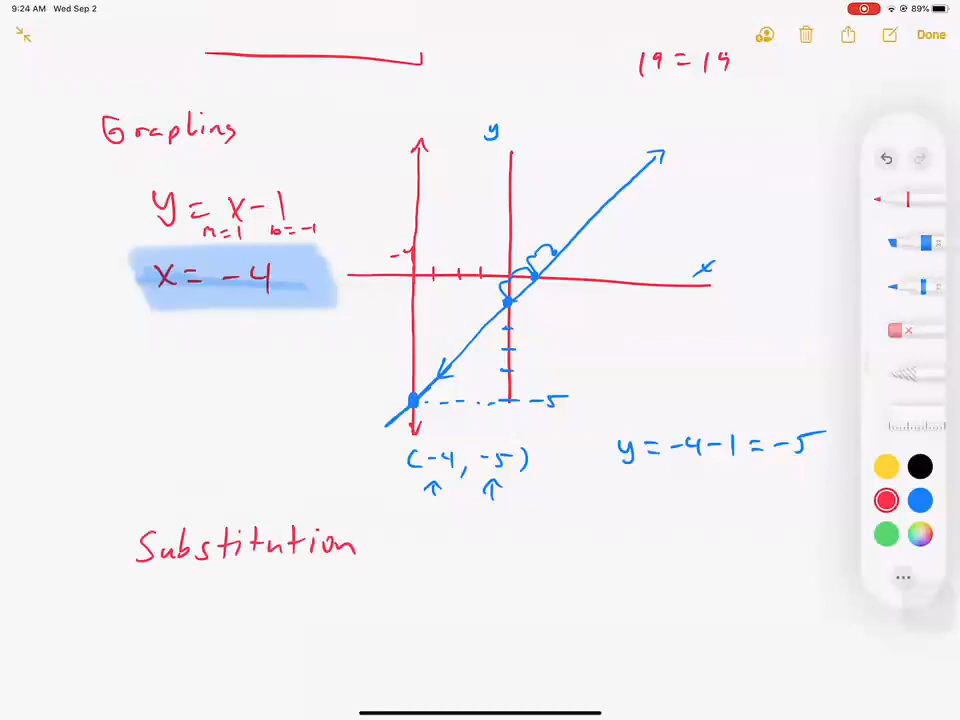 9:24 AM Wed Sep 2
89%
Done
19 = 19
Graphing
y
y = x - 1
m=1 b=-1
-4
x = -4
x
-5
y = -4 - 1 = -5
(-4, -5)
Substitution